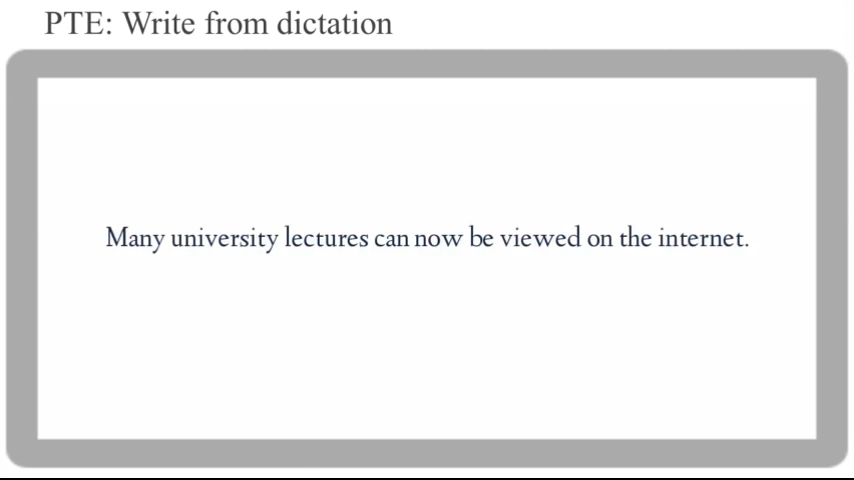 PTE: Write from dictation
Many university lectures can now be viewed on the internet.